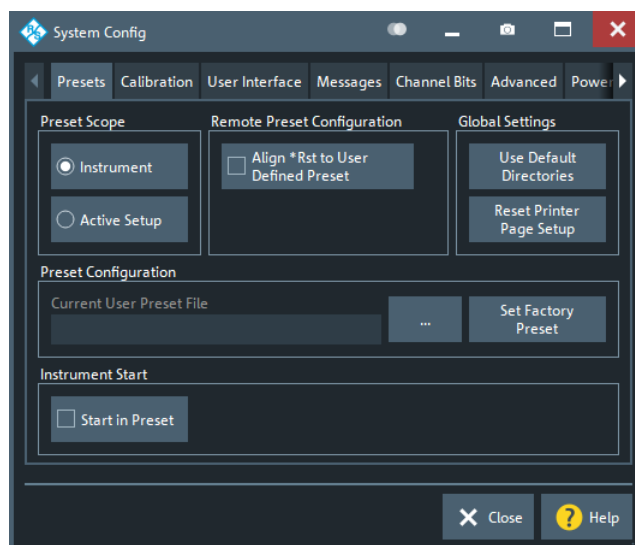 System Config
Presets Calibration User Interface Messages Channel Bits Advanced Power
Preset Scope
Remote Preset Configuration
Global Settings
Instrument
Active Setup
Align *Rst to User
Defined Preset
Use Default
Directories
Reset Printer
Page Setup
Preset Configuration
Current User Preset File
...
Set Factory
Preset
Instrument Start
Start in Preset
Close
? Help